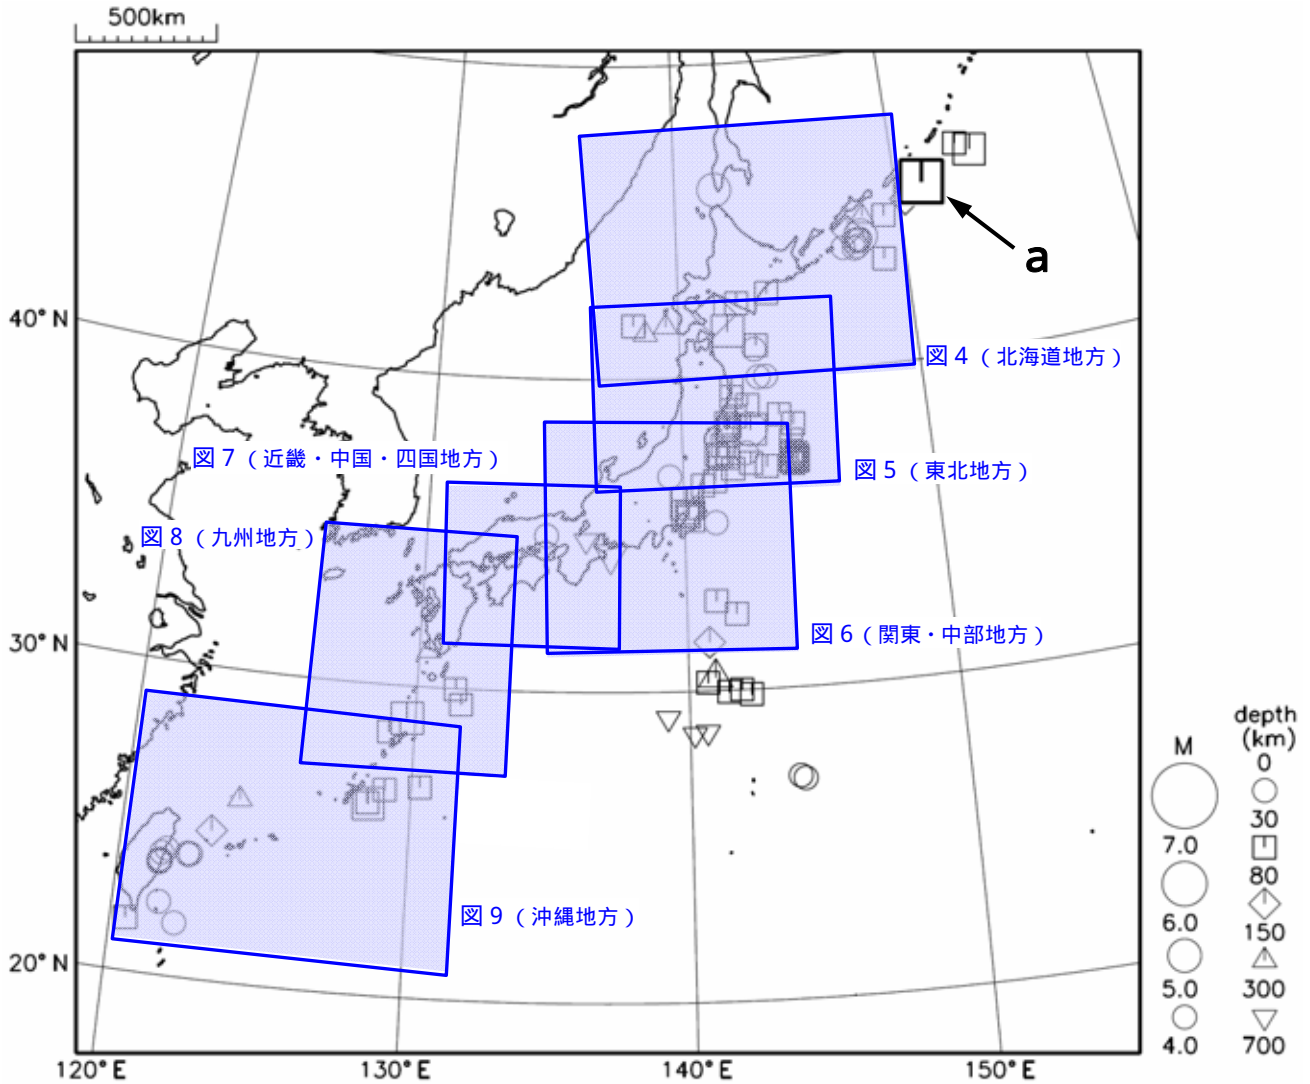 500km
a
40°N
図4（北海道地方）
図7（近畿・中国・四国地方）
図5（東北地方）
図8（九州地方）
図6（関東・中部地方）
30°N
depth
(km)
M
0
30
7.0
80
図9（沖縄地方）
6.0
150
20°N
5.0
300
4.0
700
120°E
130°E
140°E
150°E